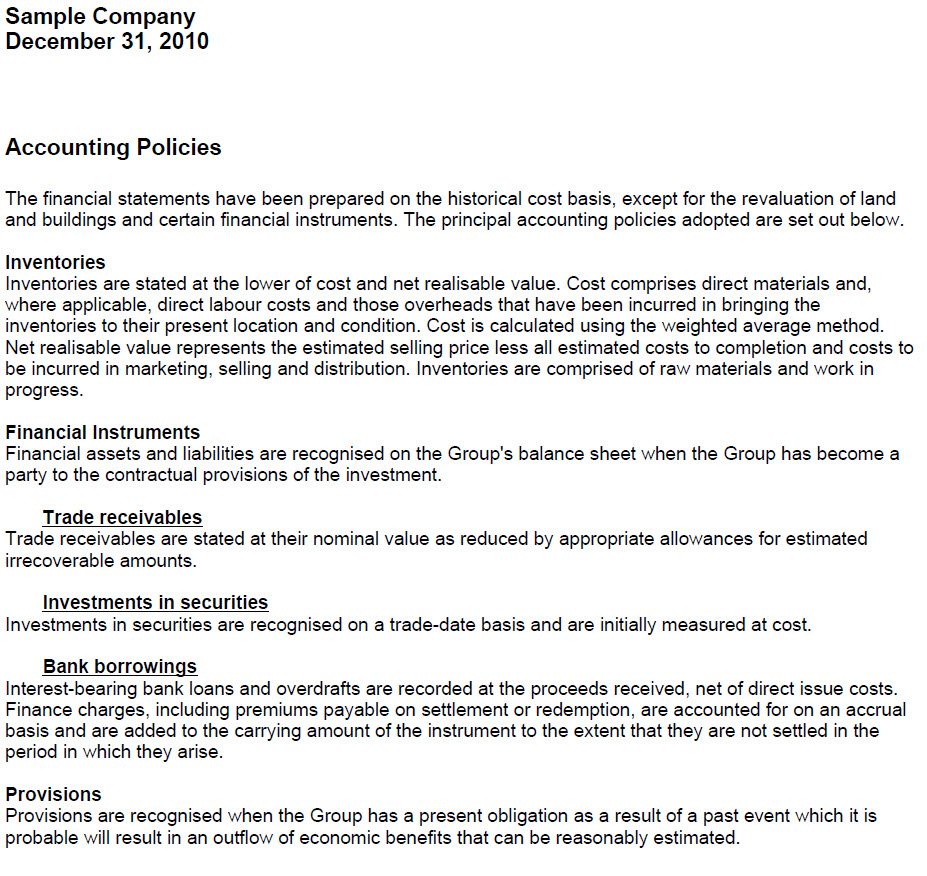 Sample Company
December 31, 2010
Accounting Policies
The financial statements have been prepared on the historical cost basis, except for the revaluation of land
and buildings and certain financial instruments. The principal accounting policies adopted are set out below.
Inventories
Inventories are stated at the lower of cost and net realisable value. Cost comprises direct materials and,
where applicable, direct labour costs and those overheads that have been incurred in bringing the
inventories to their present location and condition. Cost is calculated using the weighted average method.
Net realisable value represents the estimated selling price less all estimated costs to completion and costs to
be incurred in marketing, selling and distribution. Inventories are comprised of raw materials and work in
progress.
Financial Instruments
Financial assets and liabilities are recognised on the Group's balance sheet when the Group has become a
party to the contractual provisions of the investment.
Trade receivables
Trade receivables are stated at their nominal value as reduced by appropriate allowances for estimated
irrecoverable amounts.
Investments in securities
Investments in securities are recognised on a trade-date basis and are initially measured at cost.
Bank borrowings
Interest-bearing bank loans and overdrafts are recorded at the proceeds received, net of direct issue costs.
Finance charges, including premiums payable on settlement or redemption, are accounted for on an accrual
basis and are added to the carrying amount of the instrument to the extent that they are not settled in the
period in which they arise.
Provisions
Provisions are recognised when the Group has a present obligation as a result of a past event which it is
probable will result in an outflow of economic benefits that can be reasonably estimated.